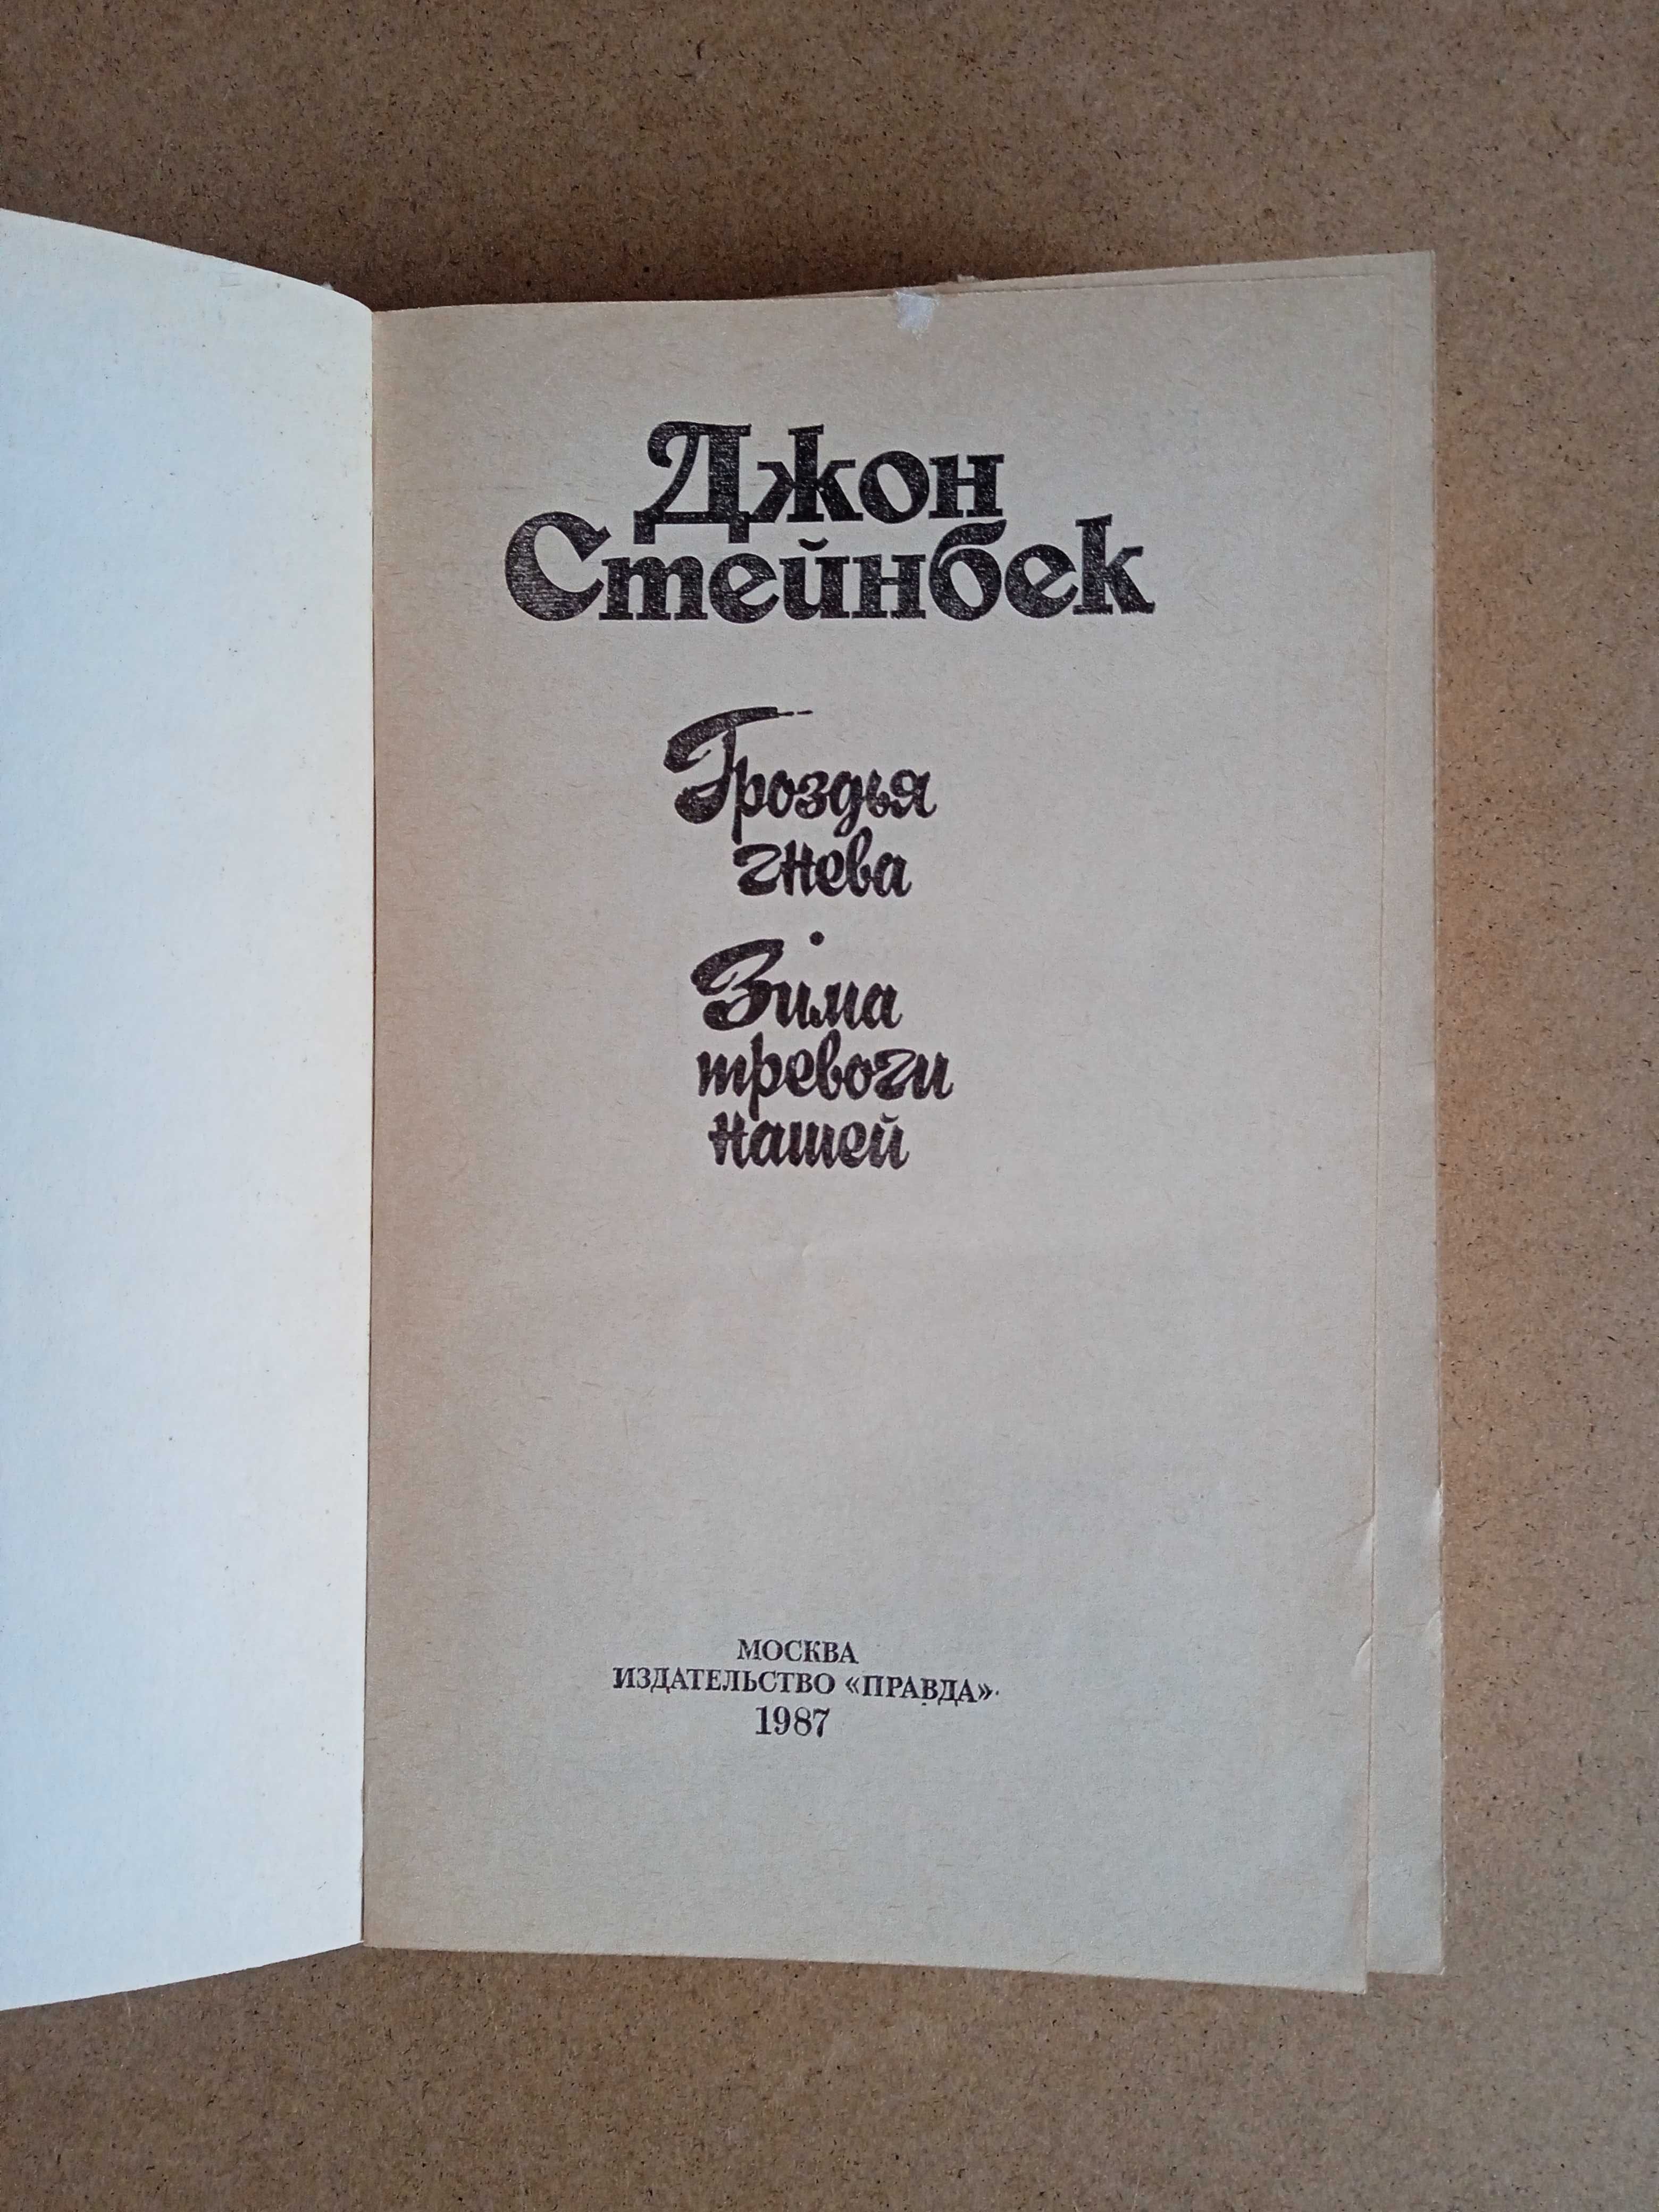 Джон
Стейнбек
Гроздья
гнева
•
Зима
тревоги
нашей
МОСКВА
ИЗДАТЕЛЬСТВО «ПРАВДА»
1987